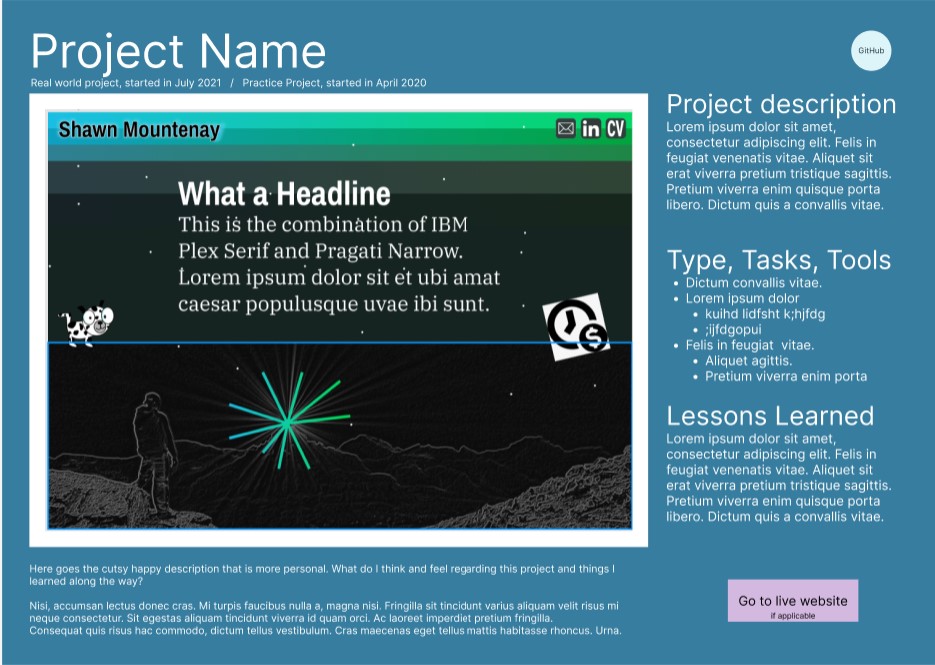 Project Name
Real world project, started in July 2021 / Practice Project, started in April 2020
GitHub
Shawn Mountenay
in CV
What a Headline
This is the combination of IBM
Plex Serif and Pragati Narrow.
Lorem ipsum dolor sit et ubi amat
caesar populusque uvae ibi sunt.
$
Here goes the cutsy happy description that is more personal. What do I think and feel regarding this project and things I
learned along the way?
Nisi, accumsan lectus donec cras. Mi turpis faucibus nulla a, magna nisi. Fringilla sit tincidunt varius aliquam velit risus mi
neque consectetur. Sit egestas aliquam tincidunt viverra id quam orci. Ac laoreet imperdiet pretium fringilla.
Consequat quis risus hac commodo, dictum tellus vestibulum. Cras maecenas eget tellus mattis habitasse rhoncus. Urna.
Project description
Lorem ipsum dolor sit amet,
consectetur adipiscing elit. Felis in
feugiat venenatis vitae. Aliquet sit
erat viverra pretium tristique sagittis.
Pretium viverra enim quisque porta
libero. Dictum quis a convallis vitae.
Type, Tasks, Tools
• Dictum convallis vitae.
• Lorem ipsum dolor
• kuihd lidfsht k;hjfdg
• ;ijfdgopui
• Felis in feugiat vitae.
• Aliquet agittis.
• Pretium viverra enim porta
Lessons Learned
Lorem ipsum dolor sit amet,
consectetur adipiscing elit. Felis in
feugiat venenatis vitae. Aliquet sit
erat viverra pretium tristique sagittis.
Pretium viverra enim quisque porta
libero. Dictum quis a convallis vitae.
Go to live website
if applicable